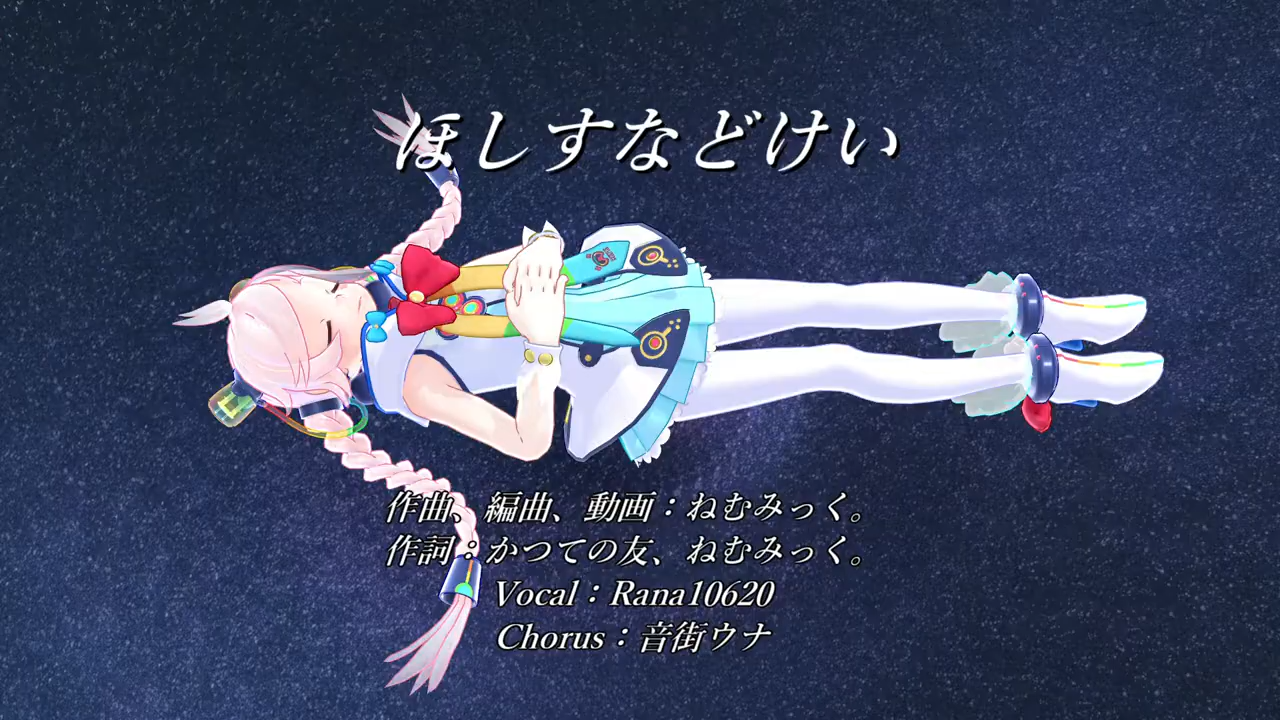 ほしすなどけい
作曲、編曲、動画：ねむみっく。
作詞：かつての友、ねむみっく。
Vocal：Rana10620
Chorus：音街ウナ